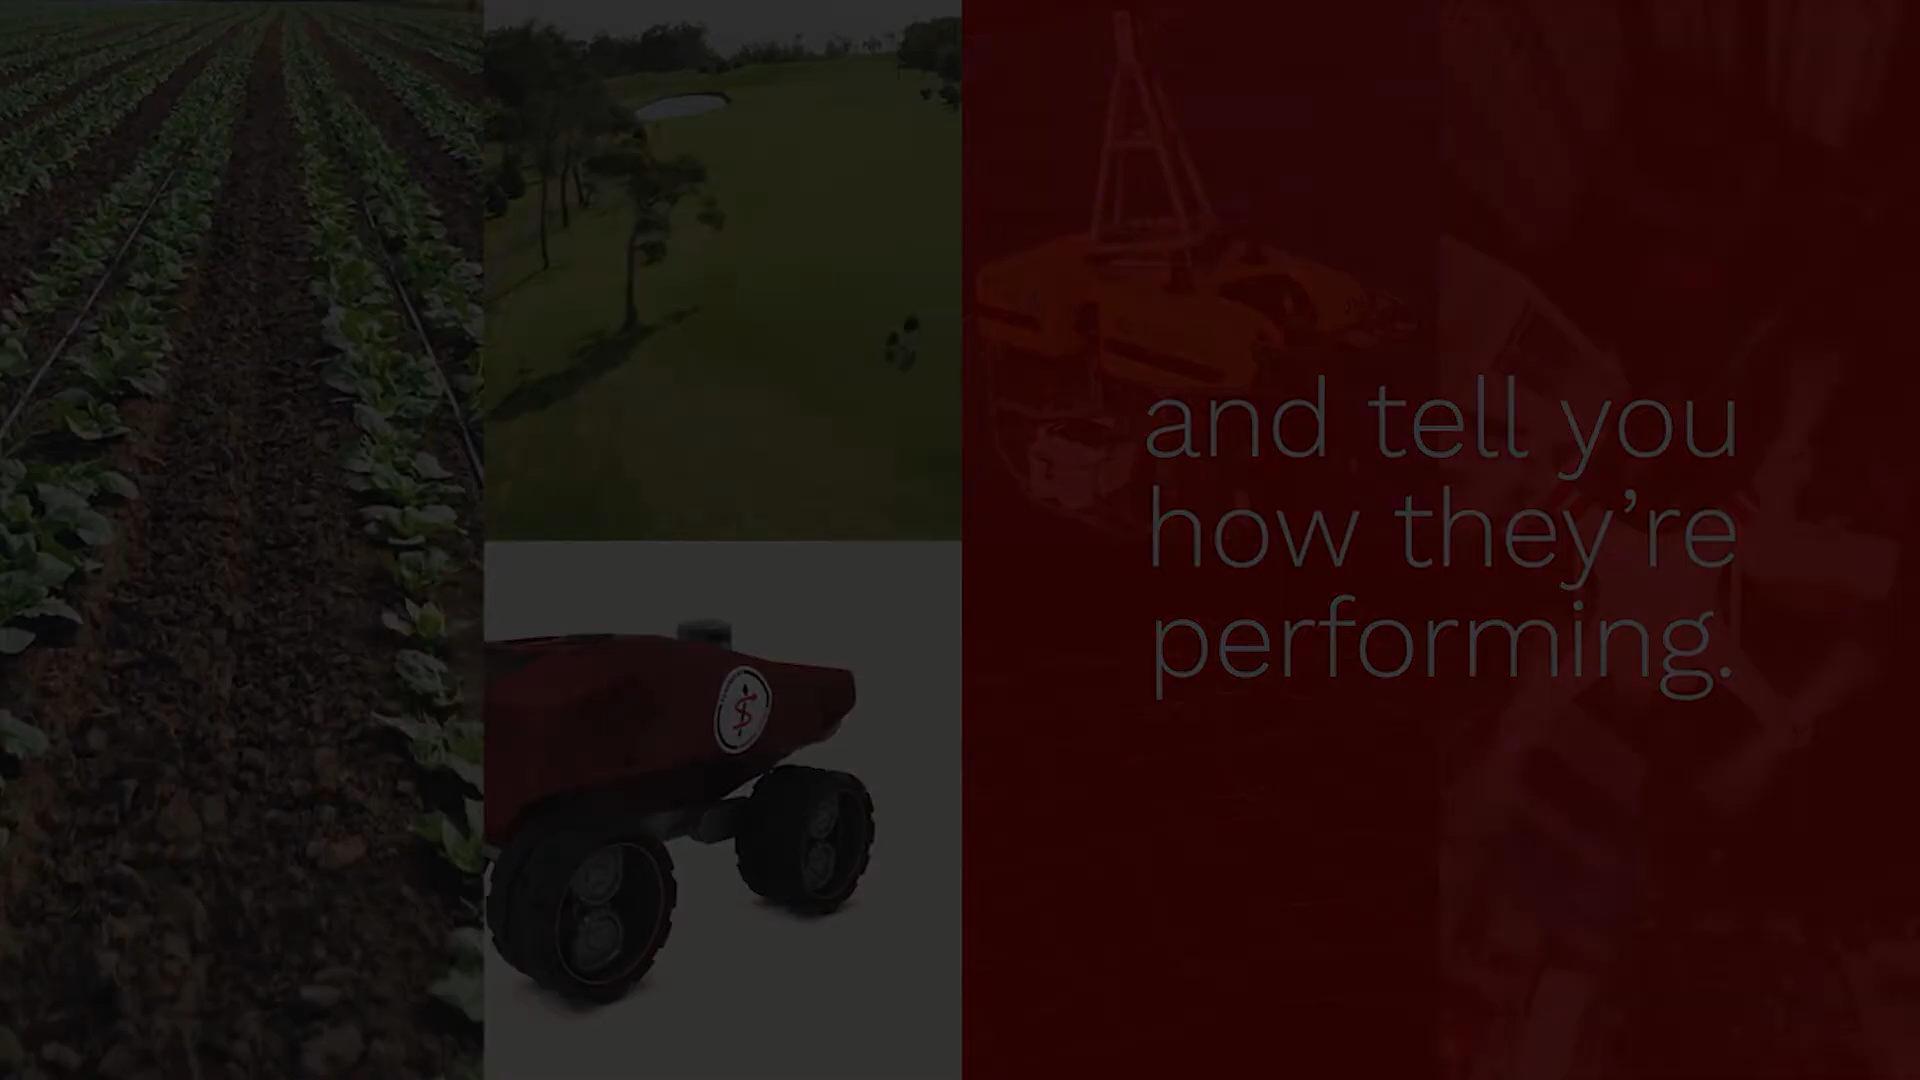 and tell you
how they’re
performing.